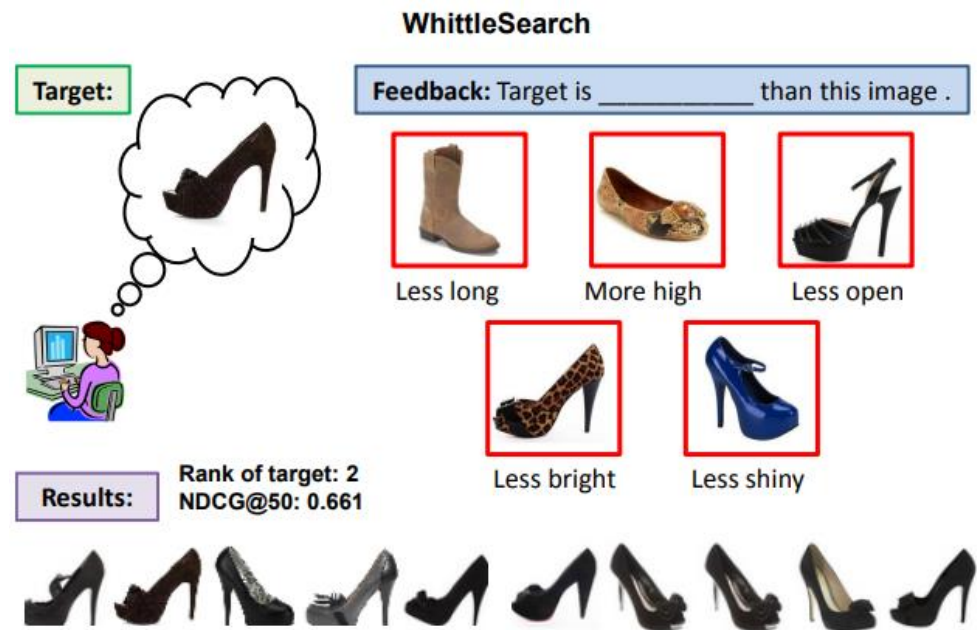 WhittleSearch
Target:
Feedback: Target is ____________ than this image .
Less long
More high
Less open
Less bright
Less shiny
Results:
Rank of target: 2
NDCG@50: 0.661